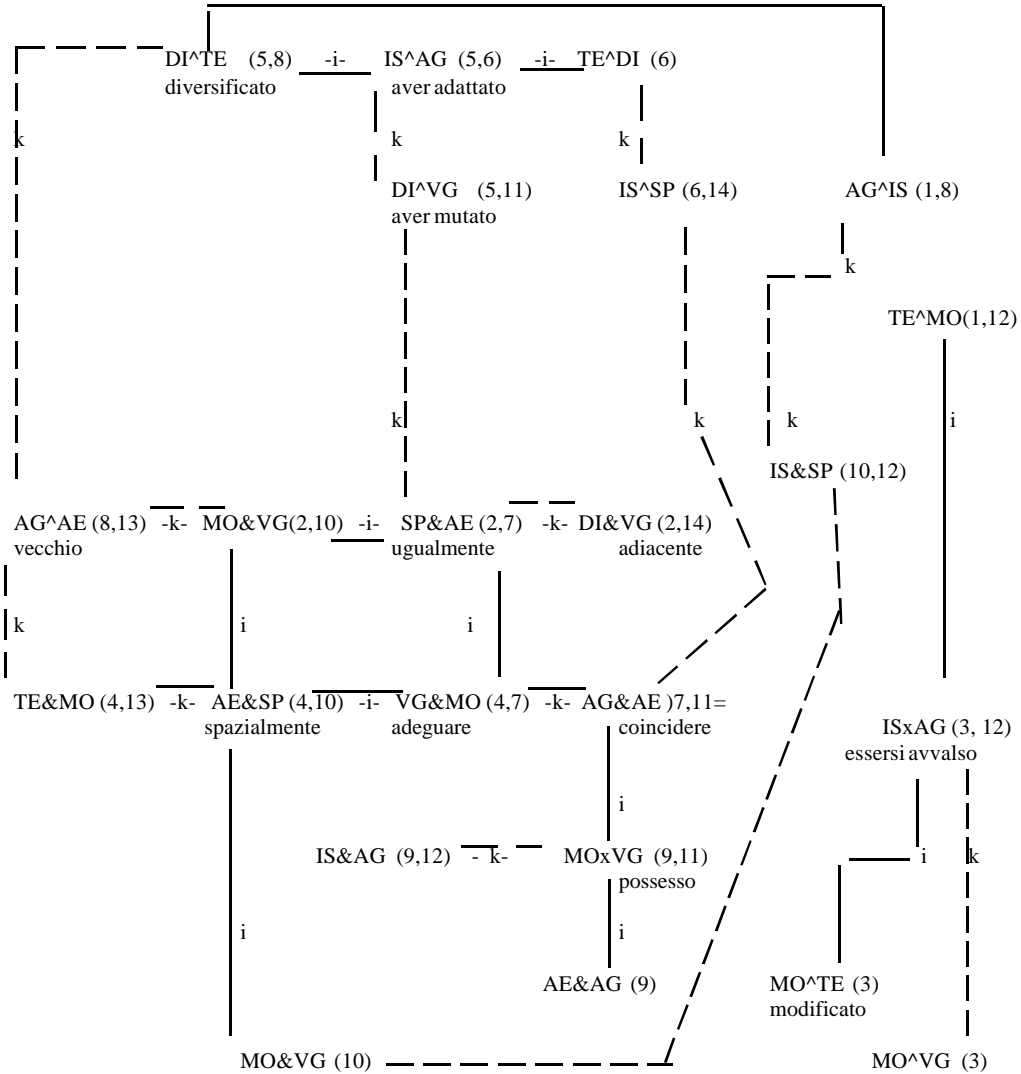 DI^TE (5,8) -i- IS^AG (5,6) -i- TE^DI (6)
diversificato aver adattato
k k k
DI^VG (5,11) IS^SP (6,14) AG^IS (1,8)
aver mutato
k
TE^MO(1,12)
k k k i
IS&SP (10,12)
AG^AE (8,13) -k- MO&VG(2,10) -i- SP&AE (2,7) -k- DI&VG (2,14)
vecchio ugualmente adiacente
k i i
TE&MO (4,13) -k- AE&SP (4,10) -i- VG&MO (4,7) -k- AG&AE )7,11=
spazialmente adeguare coincidere
ISxAG (3, 12)
essersi avvalso
i
IS&AG (9,12) - k- MOxVG (9,11) i k
possesso
i i
AE&AG (9) MO^TE (3)
modificato
MO&VG (10) MO^VG (3)